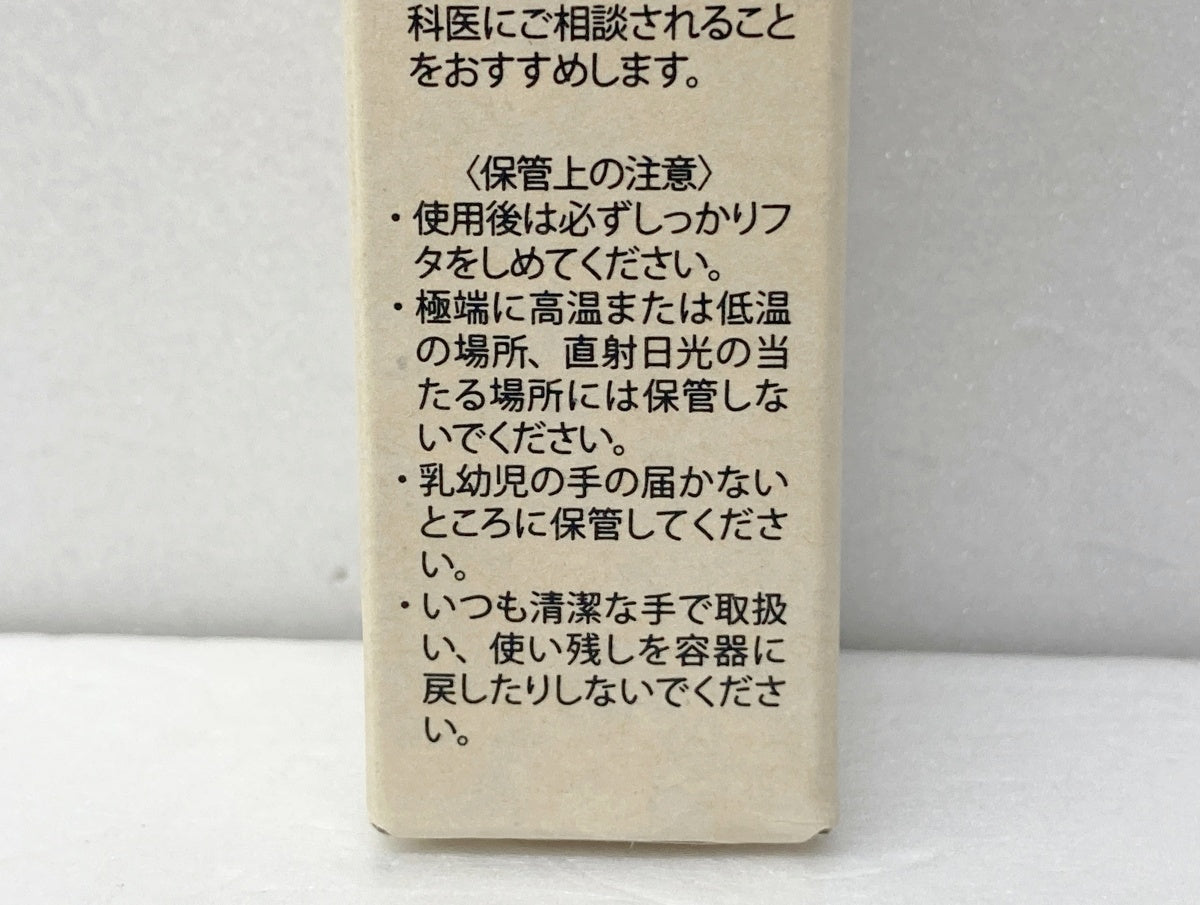 科医にご相談されること
をおすすめします。
〈保管上の注意〉
・使用後は必ずしっかりフ
タをしめてください。
・極端に高温または低温
の場所、直射日光の当
たる場所には保管しな
いでください。
・乳幼児の手の届かない
ところに保管してくださ
い。
・いつも清潔な手で取扱
い、使い残しを容器に
戻したりしないでくださ
い。